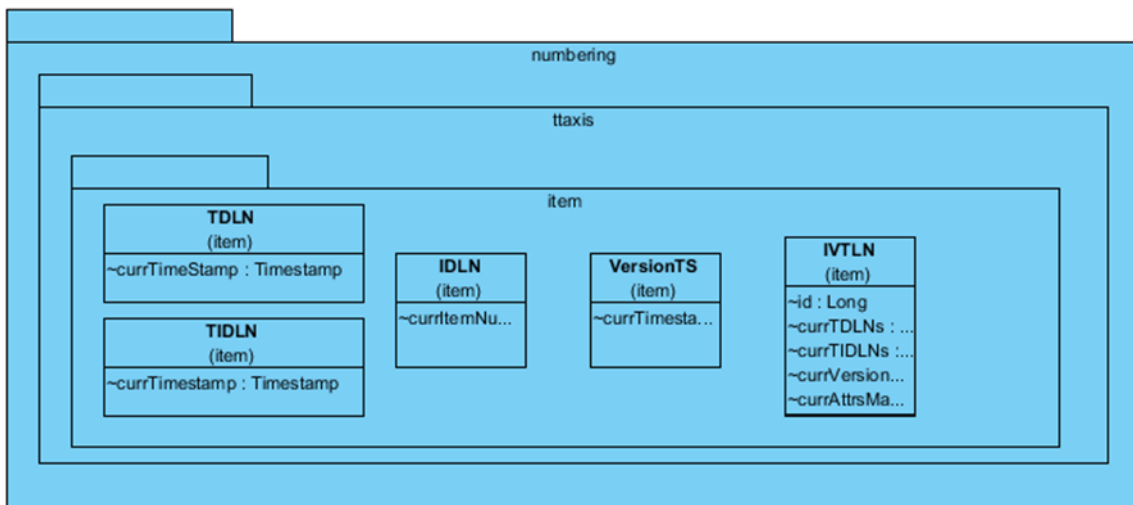 numbering
ttaxis
item
TDLN
(item)
~currTimeStamp : Timestamp
TIDLN
(item)
~currTimestamp : Timestamp
IDLN
(item)
~currItemNu...
VersionTS
(item)
~currTimesta...
IVTLN
(item)
~id : Long
~currTDLNs : ...
~currTIDLNs :...
~currVersion...
~currAttrsMa...